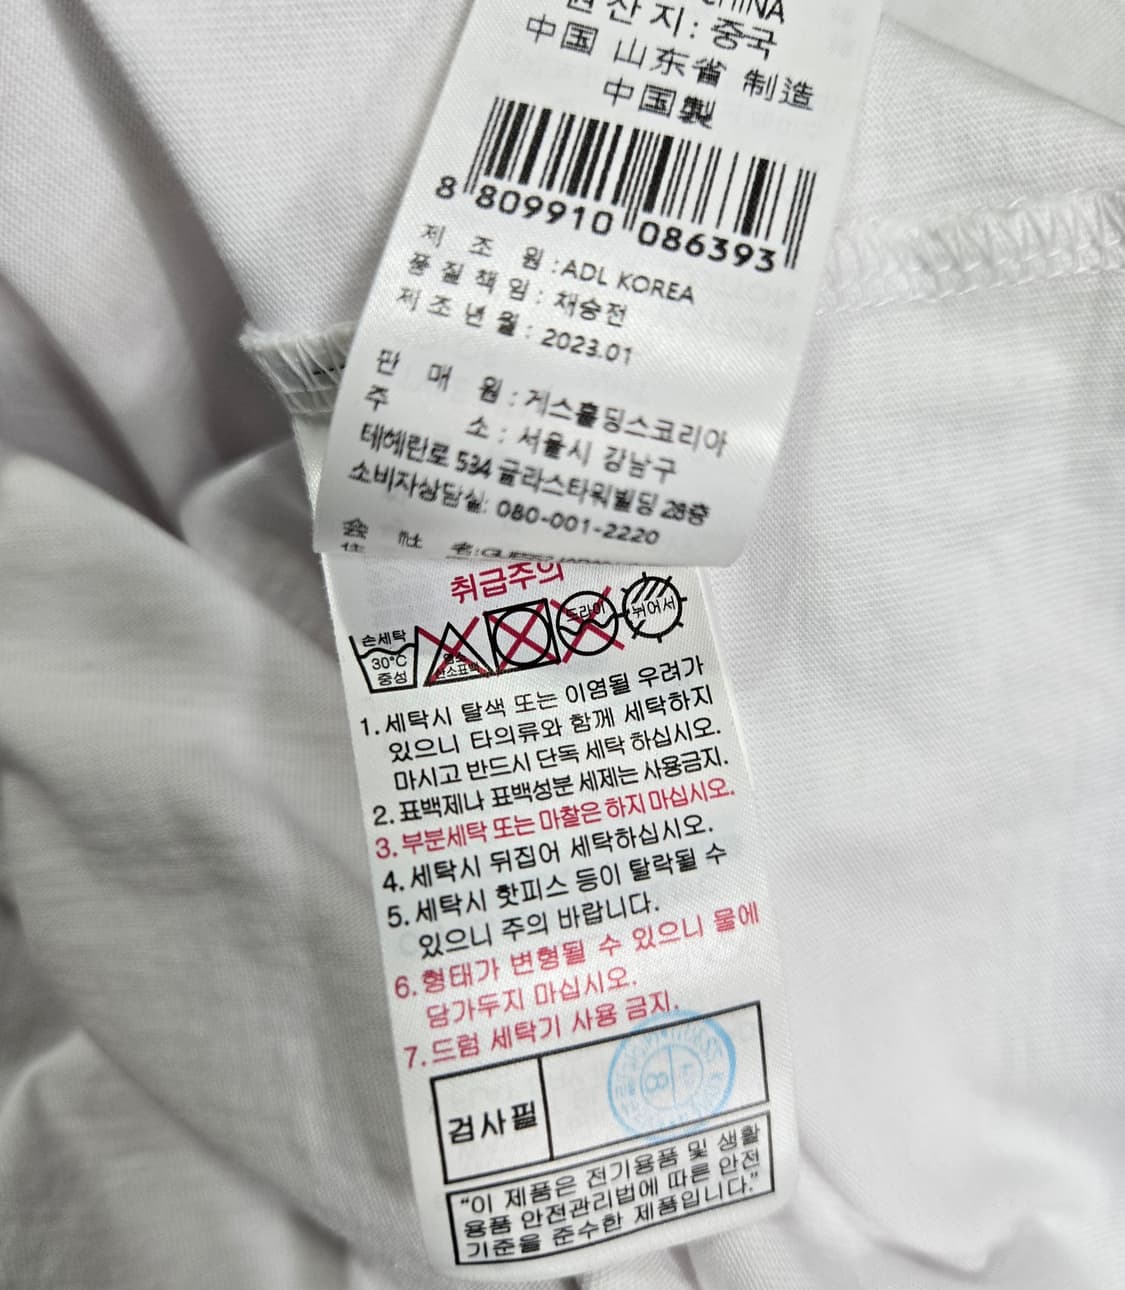 CHINA
원산지: 중국
中国 山东省 制造
中国製
8 809910 086393
제 조 원 : ADL KOREA
품질책임 : 채승전
제조년월 : 2023.01
판 매 원 : 게스홀딩스코리아
주 소 : 서울시 강남구
테헤란로 534 글라스타워빌딩 28층
소비자상담실: 080-001-2220
会 社 名:
취급주의
손세탁
30°C
중성
염소
산소표백
드라이
뉘어서
1. 세탁시 탈색 또는 이염될 우려가
있으니 타의류와 함께 세탁하지
마시고 반드시 단독 세탁 하십시오.
2. 표백제나 표백성분 세제는 사용금지.
3. 부분세탁 또는 마찰은 하지 마십시오.
4. 세탁시 뒤집어 세탁하십시오.
5. 세탁시 핫피스 등이 탈락될 수
있으니 주의 바랍니다.
6. 형태가 변형될 수 있으니 물에
담가두지 마십시오.
7. 드럼 세탁기 사용 금지.
검사필
8
“이 제품은 전기용품 및 생활
용품 안전관리법에 따른 안전
기준을 준수한 제품입니다.”